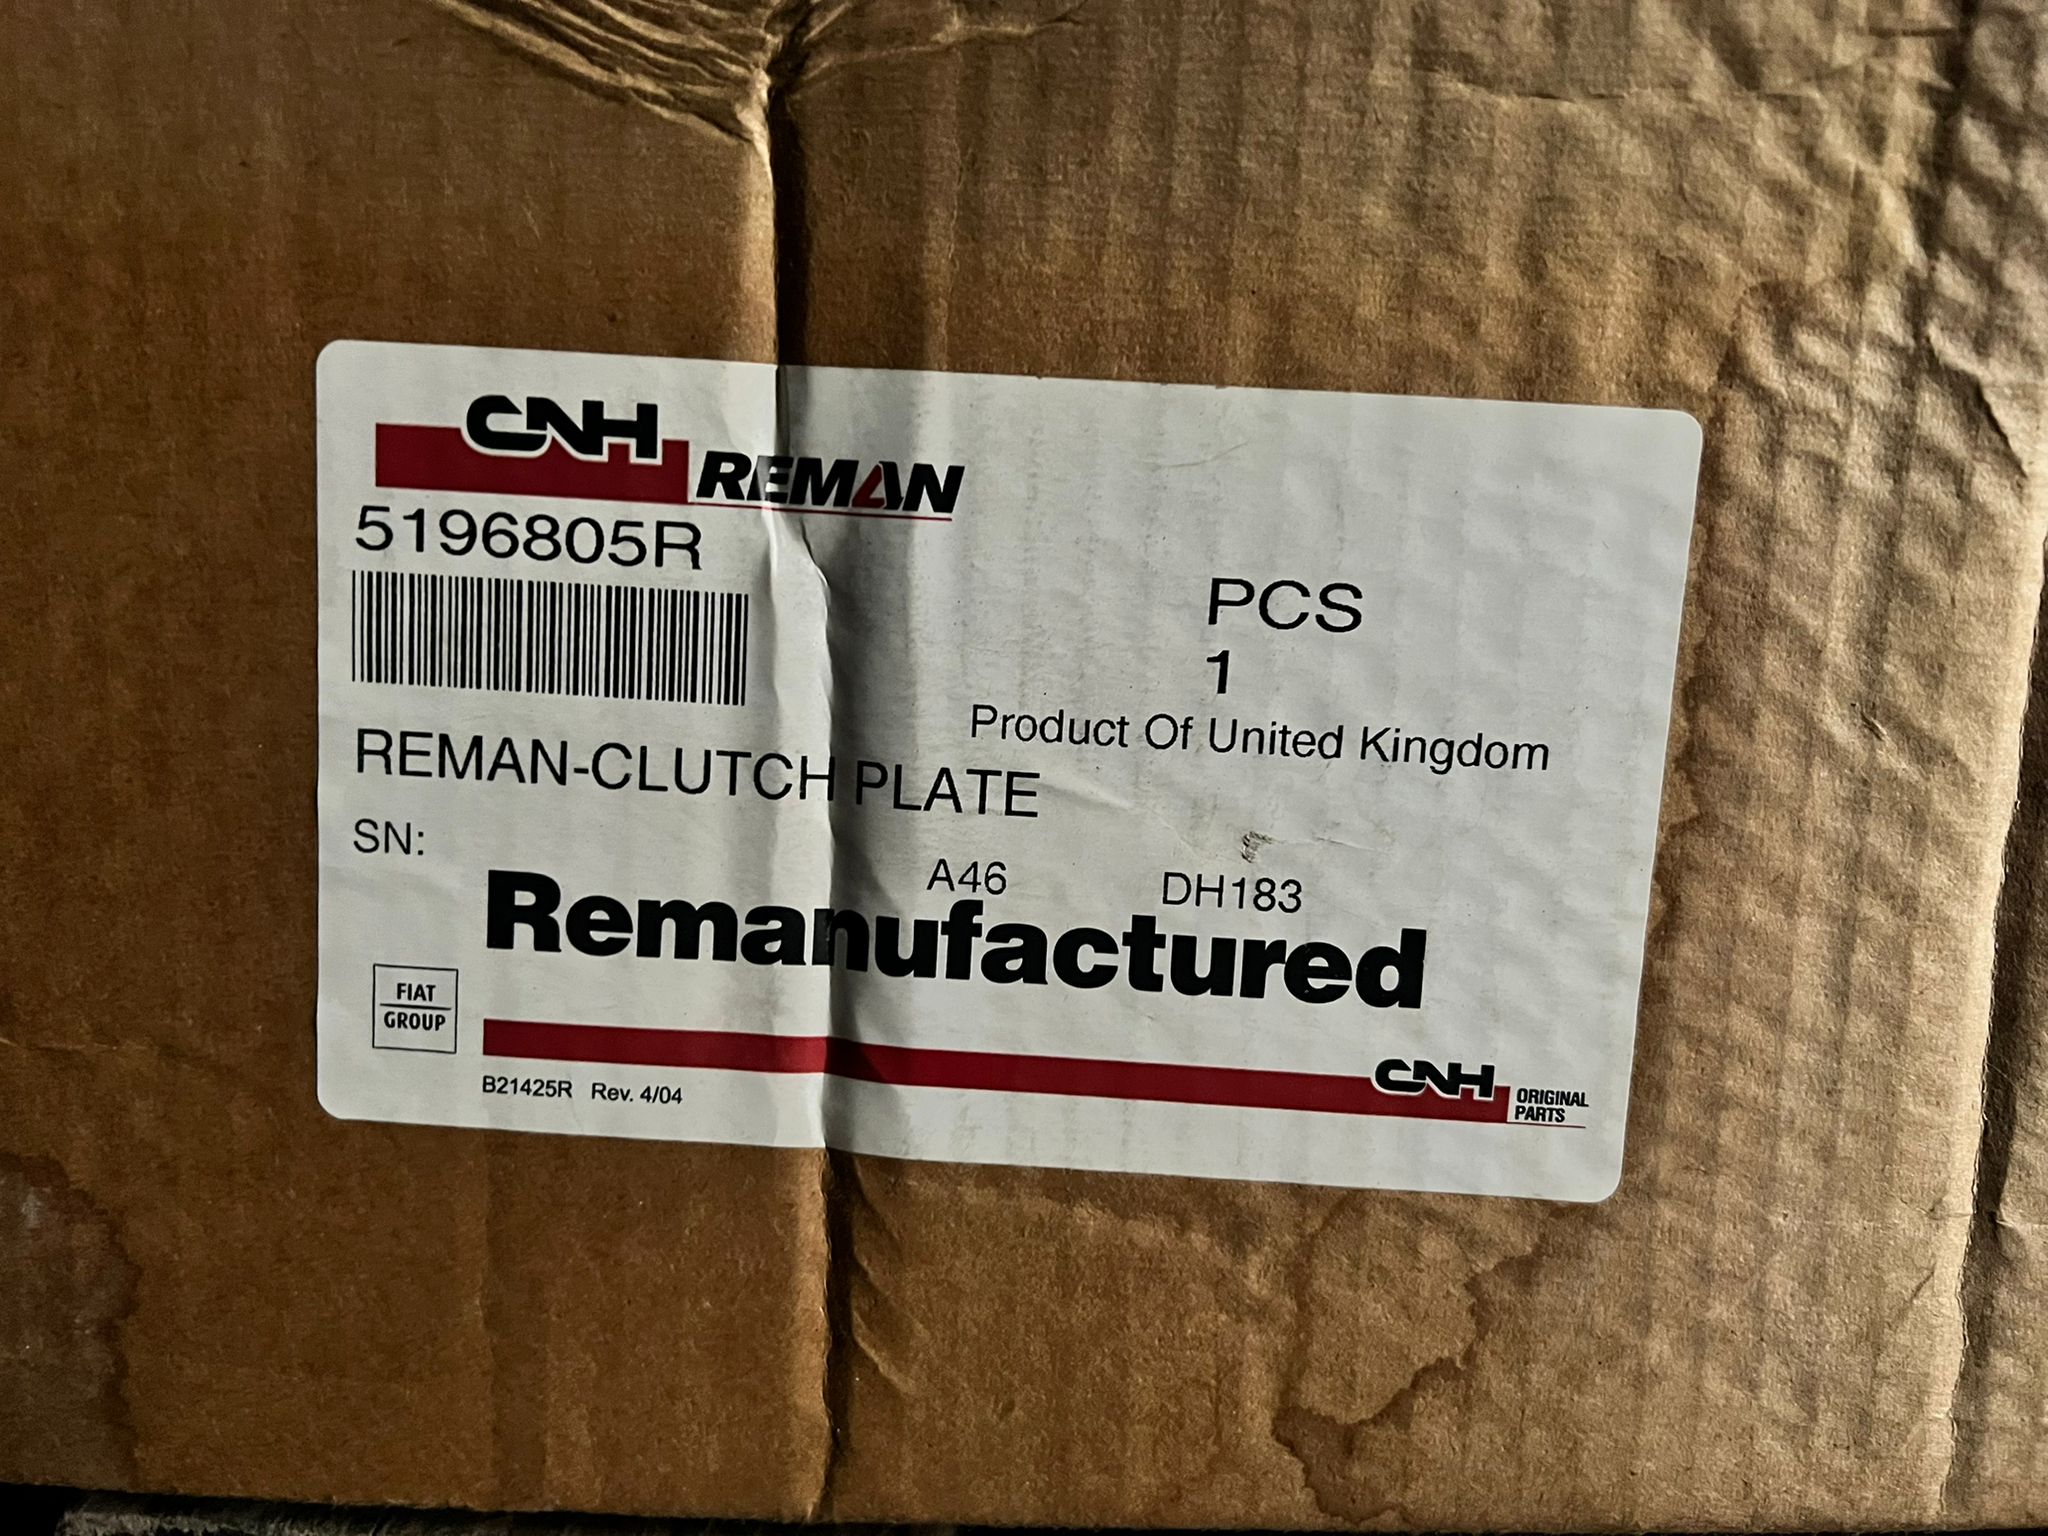 CNH REMAN
5196805R
PCS
1
Product Of United Kingdom
REMAN-CLUTCH PLATE
SN:
A46 DH183
Remanufactured
FIAT
GROUP
B21425R Rev. 4/04
CNH ORIGINAL
PARTS